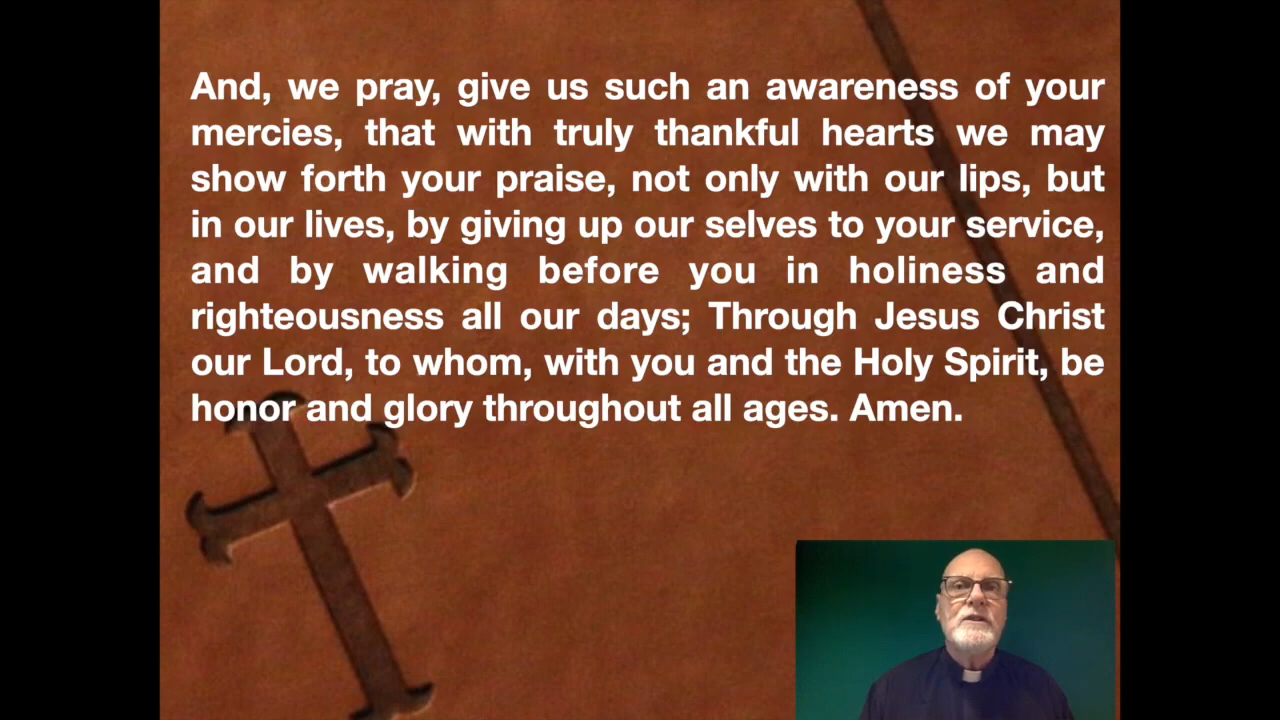 And, we pray, give us such an awareness of your
mercies, that with truly thankful hearts we may
show forth your praise, not only with our lips, but
in our lives, by giving up our selves to your service,
and by walking before you in holiness and
righteousness all our days; Through Jesus Christ
our Lord, to whom, with you and the Holy Spirit, be
honor and glory throughout all ages. Amen.